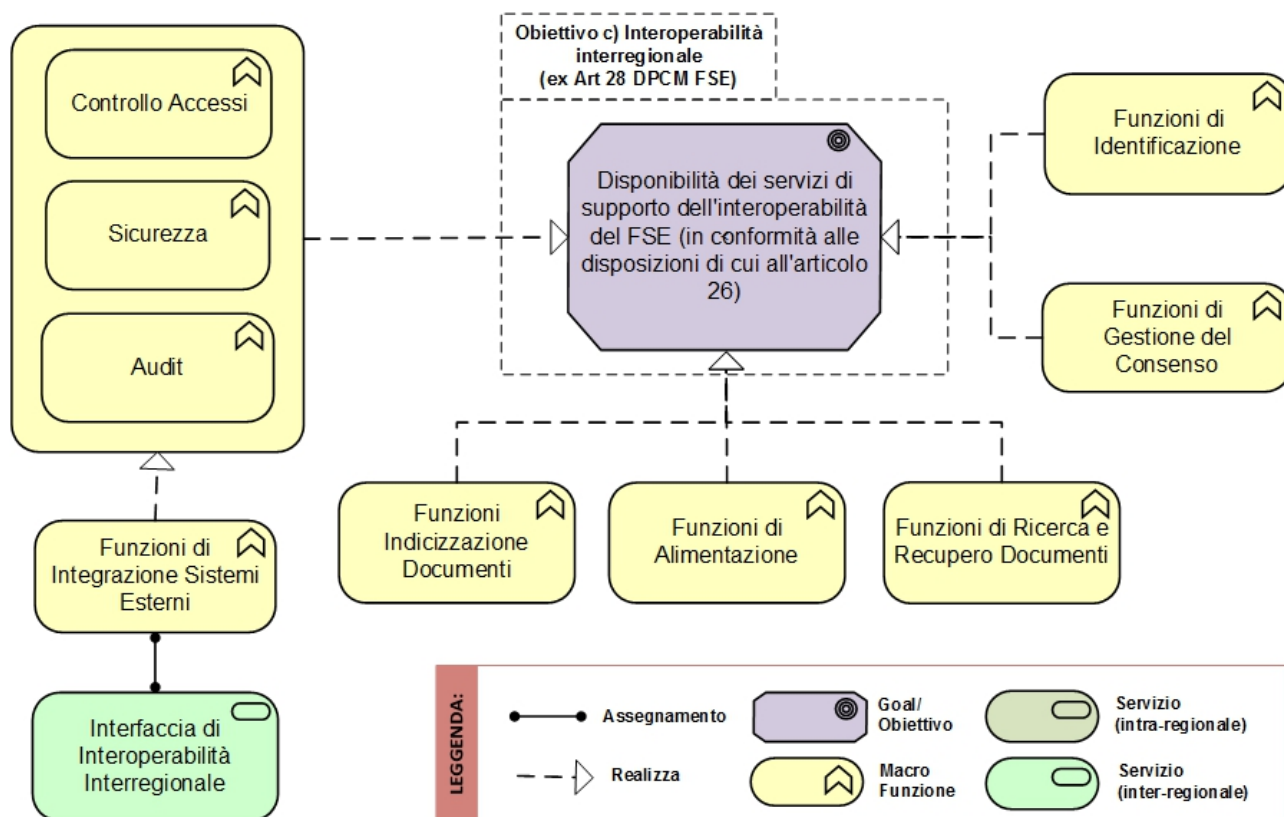 Controllo Accessi
Sicurezza
Audit
Funzioni di
Integrazione Sistemi
Esterni
Interfaccia di
Interoperabilità
Interregionale
Obiettivo c) Interoperabilità
interregionale
(ex Art 28 DPCM FSE)
Disponibilità dei servizi di
supporto dell'interoperabilità
del FSE (in conformità alle
disposizioni di cui all'articolo
26)
Funzioni di
Identificazione
Funzioni di
Gestione del
Consenso
Funzioni
Indicizzazione
Documenti
Funzioni di
Alimentazione
Funzioni di Ricerca e
Recupero Documenti
LEGGENDA:
Assegnamento
Realizza
Goal/
Obiettivo
Macro
Funzione
Servizio
(intra-regionale)
Servizio
(inter-regionale)